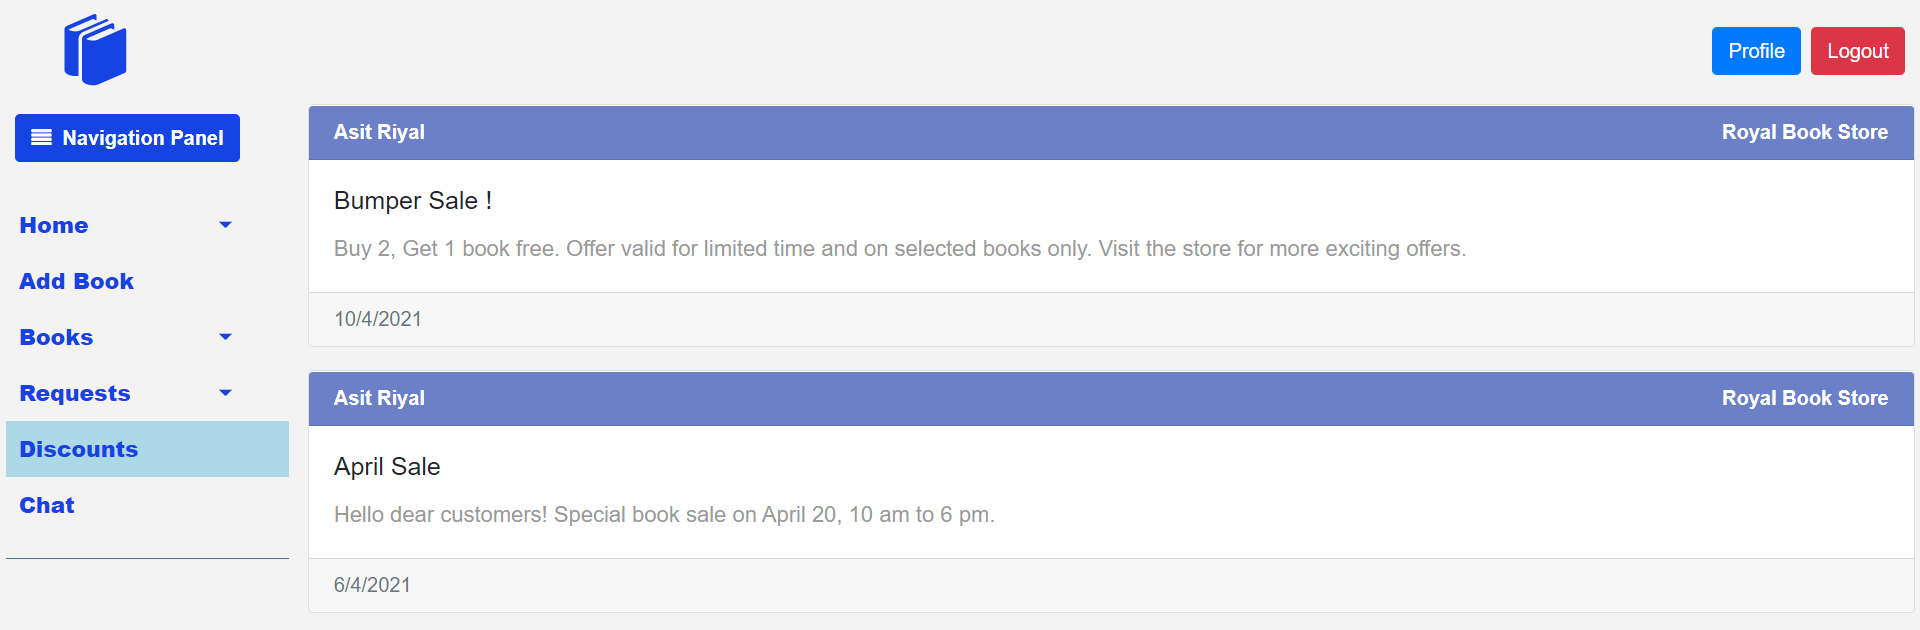 Profile Logout
Navigation Panel
Home
Add Book
Books
Requests
Discounts
Chat
Asit Riyal Royal Book Store
Bumper Sale !
Buy 2, Get 1 book free. Offer valid for limited time and on selected books only. Visit the store for more exciting offers.
10/4/2021
Asit Riyal Royal Book Store
April Sale
Hello dear customers! Special book sale on April 20, 10 am to 6 pm.
6/4/2021